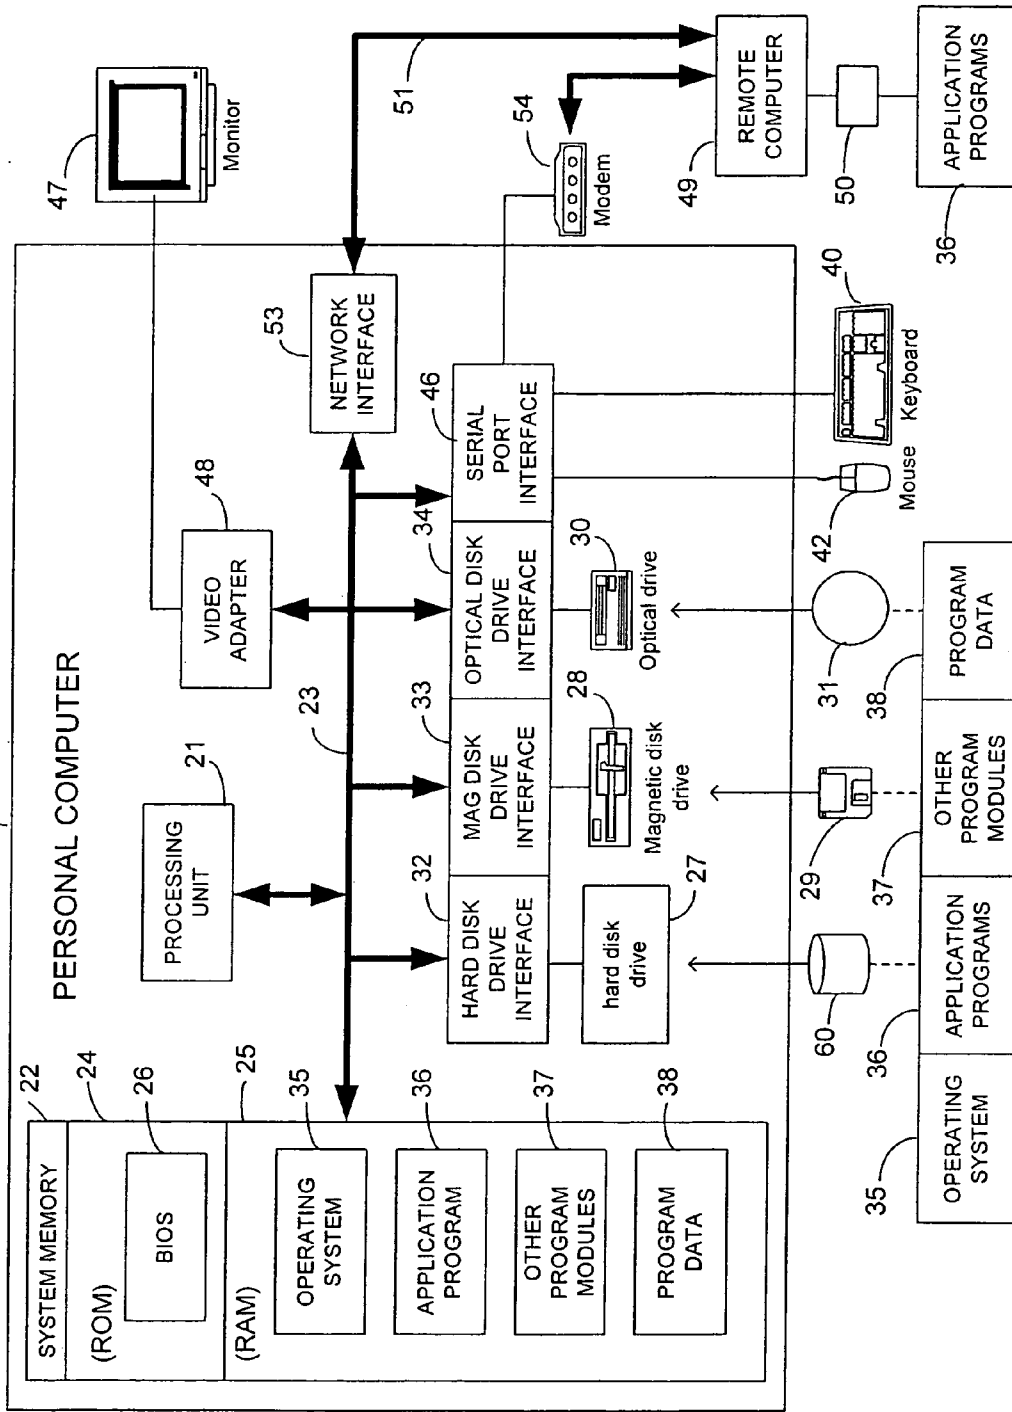 PERSONAL COMPUTER
SYSTEM MEMORY
22
(ROM)
24
BIOS
26
(RAM)
25
OPERATING
SYSTEM
35
APPLICATION
PROGRAM
36
OTHER
PROGRAM
MODULES
37
PROGRAM
DATA
38
PROCESSING
UNIT
21
23
VIDEO
ADAPTER
48
47
Monitor
NETWORK
INTERFACE
53
51
HARD DISK
DRIVE
INTERFACE
32
MAG DISK
DRIVE
INTERFACE
33
OPTICAL DISK
DRIVE
INTERFACE
34
SERIAL
PORT
INTERFACE
46
hard disk
drive
27
Magnetic disk
drive
28
Optical drive
30
Modem
54
REMOTE
COMPUTER
49
50
APPLICATION
PROGRAMS
36
60
29
31
Mouse
42
Keyboard
40
OPERATING
SYSTEM
35
APPLICATION
PROGRAMS
36
OTHER
PROGRAM
MODULES
37
PROGRAM
DATA
38